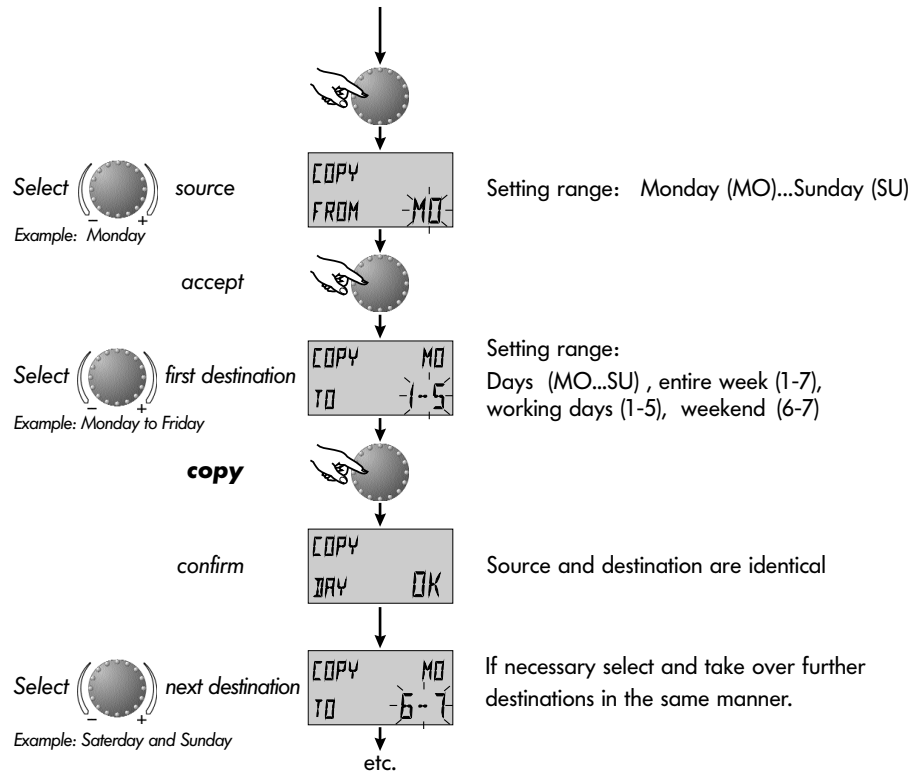 COPY
FROM MO
Select source
- +
Example: Monday
Setting range: Monday (MO)...Sunday (SU)
accept
COPY MO
TO 1-5
Select first destination
- +
Example: Monday to Friday
Setting range:
Days (MO...SU) , entire week (1-7),
working days (1-5), weekend (6-7)
copy
confirm
COPY
DAY OK
Source and destination are identical
COPY MO
TO 6-7
Select next destination
- +
Example: Saterday and Sunday
If necessary select and take over further
destinations in the same manner.
etc.